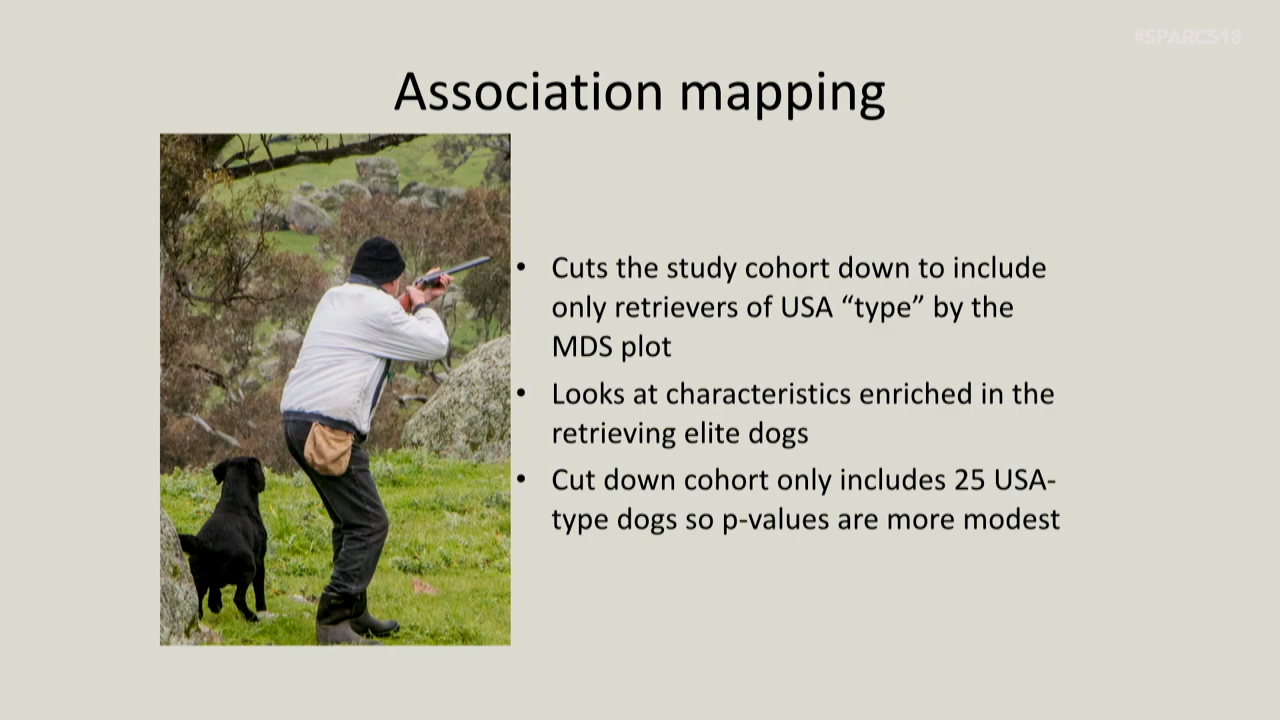 #SPARCS18
Association mapping
• Cuts the study cohort down to include
only retrievers of USA “type” by the
MDS plot
• Looks at characteristics enriched in the
retrieving elite dogs
• Cut down cohort only includes 25 USA-
type dogs so p-values are more modest